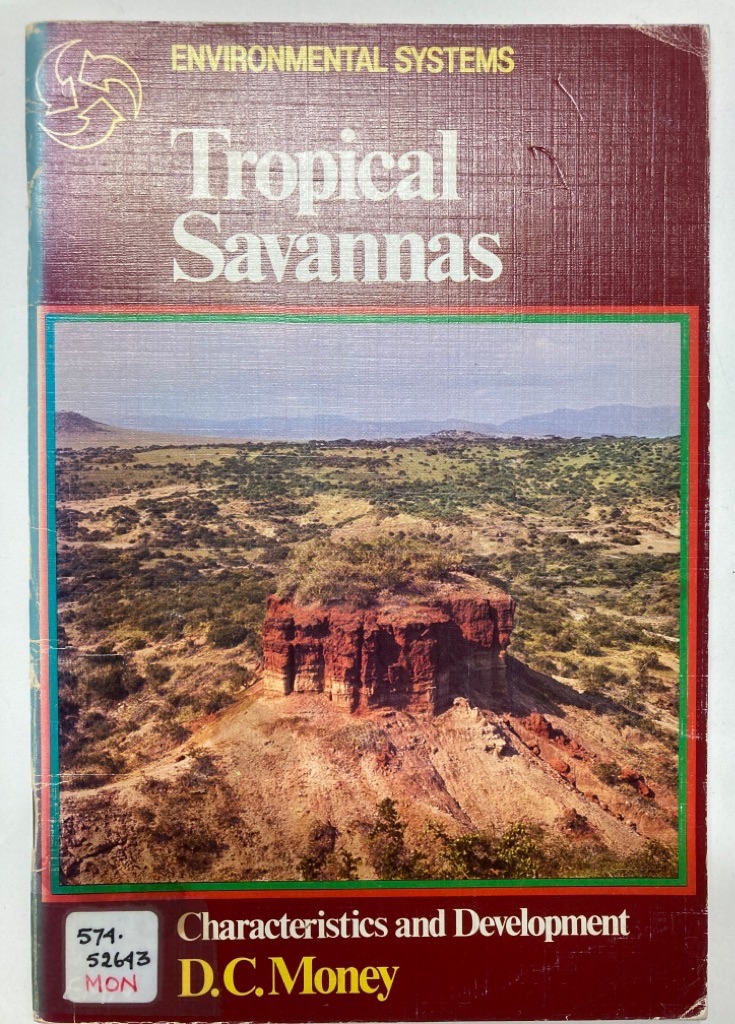 ENVIRONMENTAL SYSTEMS
Tropical
Savannas
Characteristics and Development
D.C. Money
574.
52643
MON